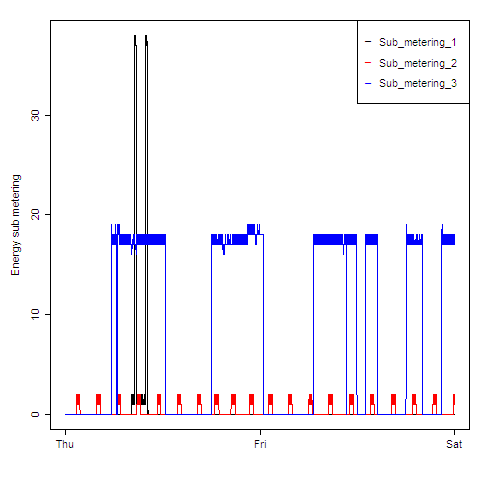 Sub_metering_1
Sub_metering_2
Sub_metering_3
Energy sub metering
30
20
10
0
Thu Fri Sat